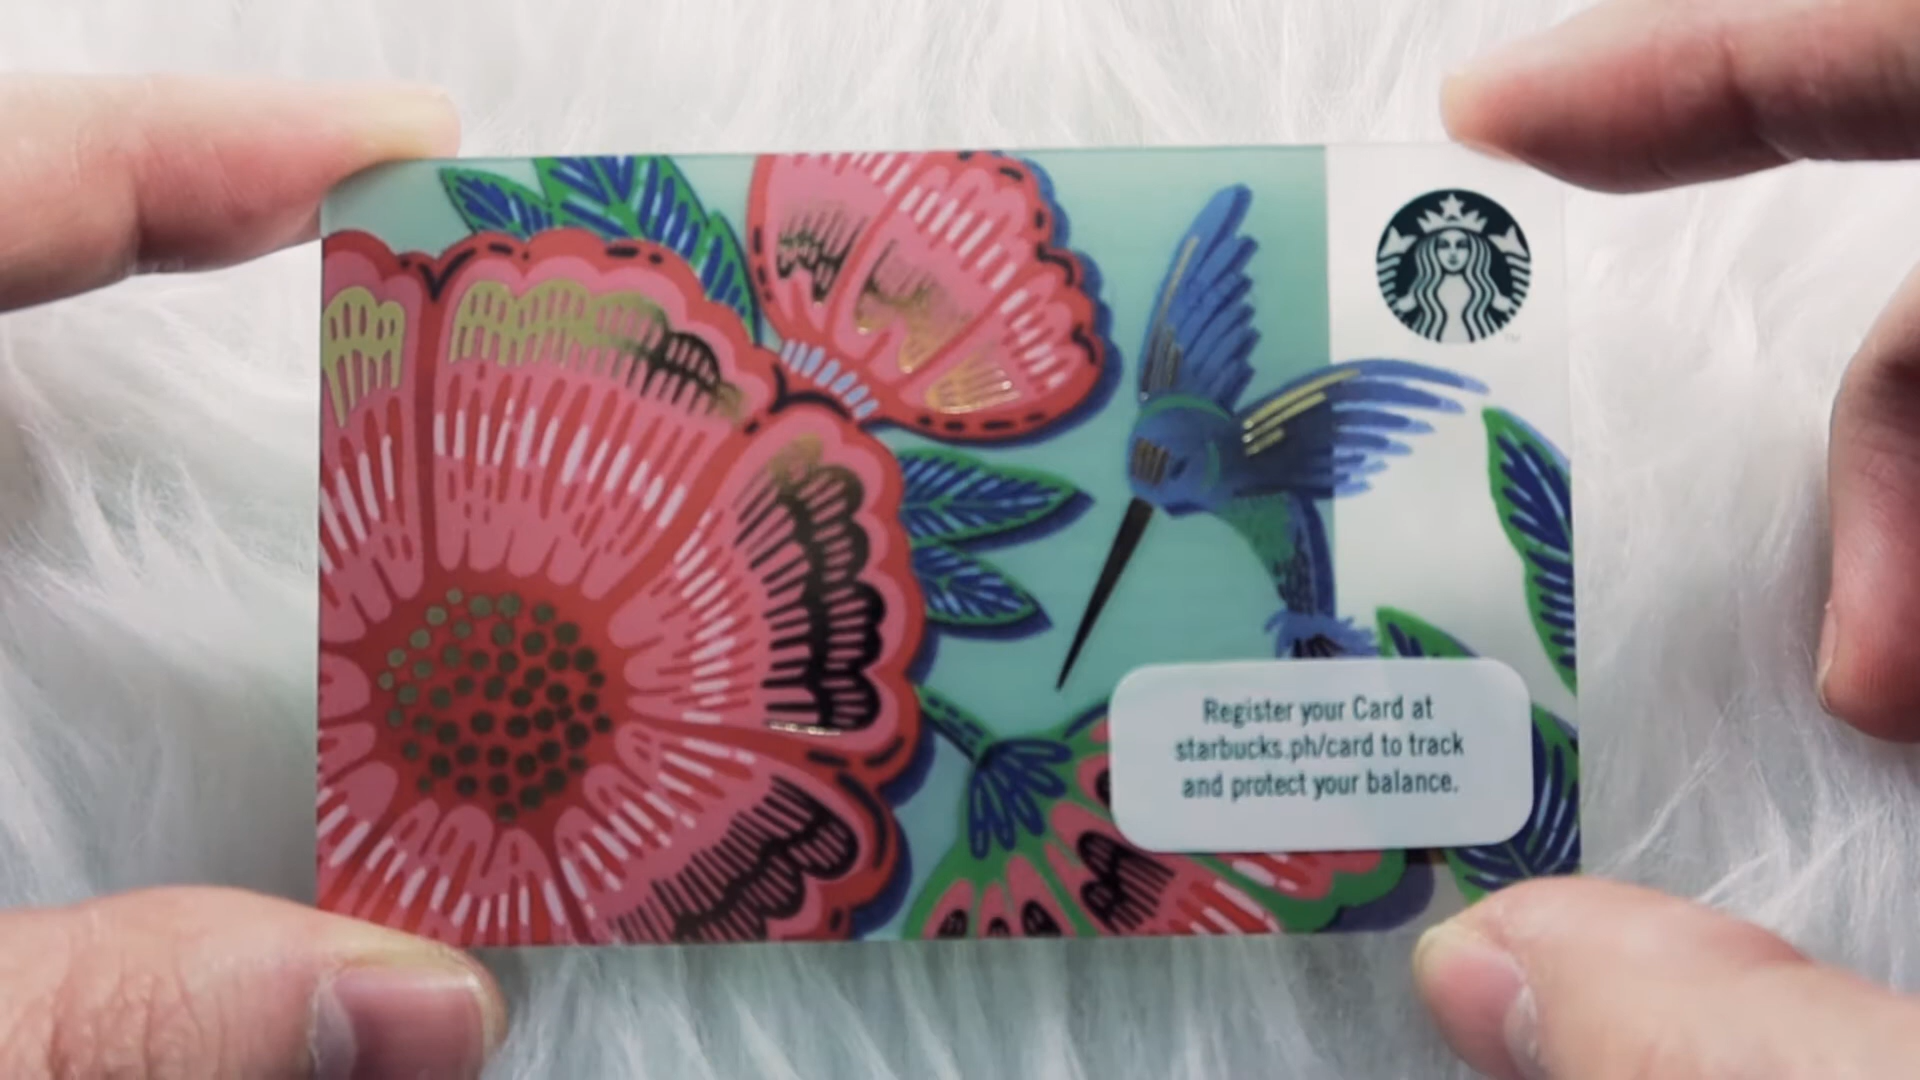 Register your Card at
starbucks.ph/card to track
and protect your balance.